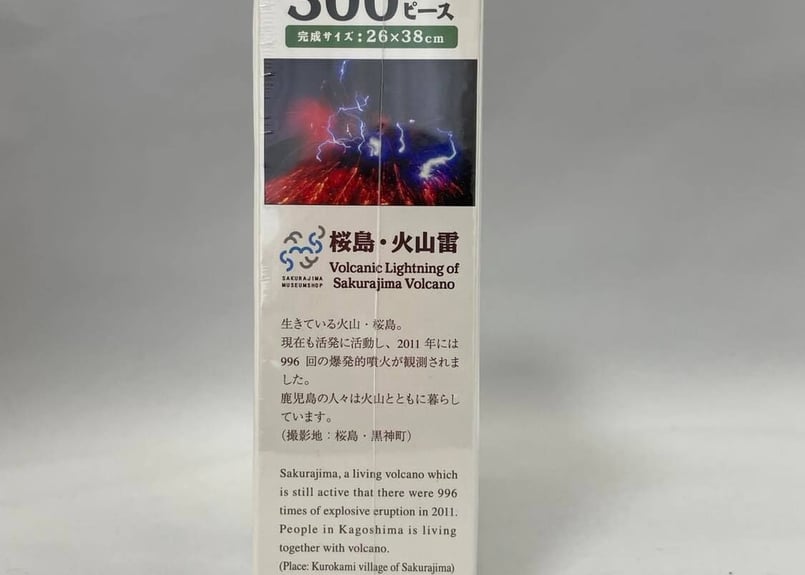 300ピース
完成サイズ：26×38cm
桜島・火山雷
SAKURAJIMA
MUSEUMSHOP
Volcanic Lightning of
Sakurajima Volcano
生きている火山・桜島。
現在も活発に活動し、2011 年には
996 回の爆発的噴火が観測されま
した。
鹿児島の人々は火山とともに暮らし
ています。
（撮影地：桜島・黒神町）
Sakurajima, a living volcano which
is still active that there were 996
times of explosive eruption in 2011.
People in Kagoshima is living
together with volcano.
(Place: Kurokami village of Sakurajima)